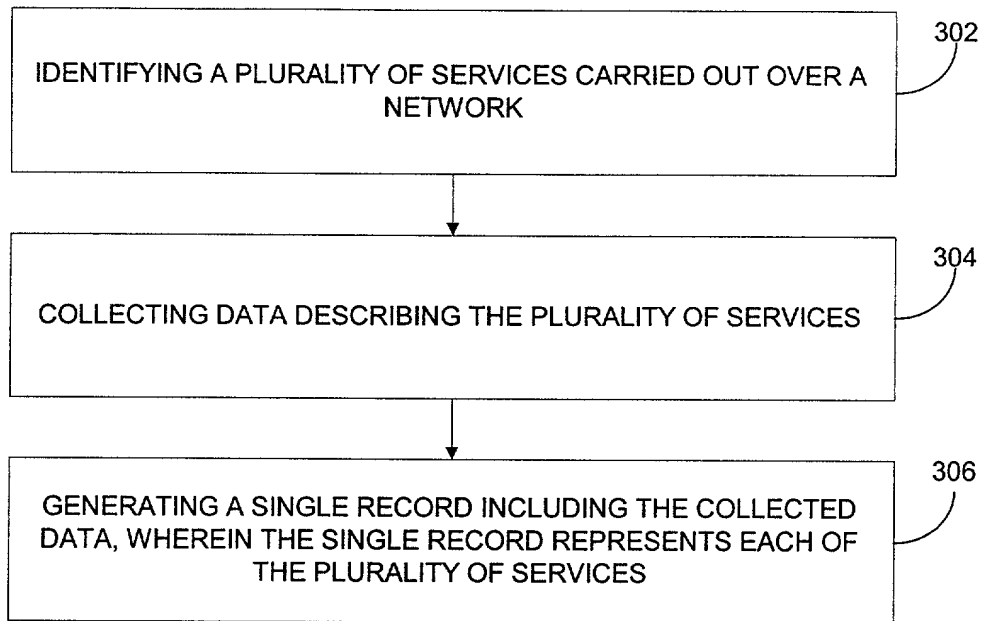 302
IDENTIFYING A PLURALITY OF SERVICES CARRIED OUT OVER A
NETWORK
304
COLLECTING DATA DESCRIBING THE PLURALITY OF SERVICES
306
GENERATING A SINGLE RECORD INCLUDING THE COLLECTED
DATA, WHEREIN THE SINGLE RECORD REPRESENTS EACH OF
THE PLURALITY OF SERVICES